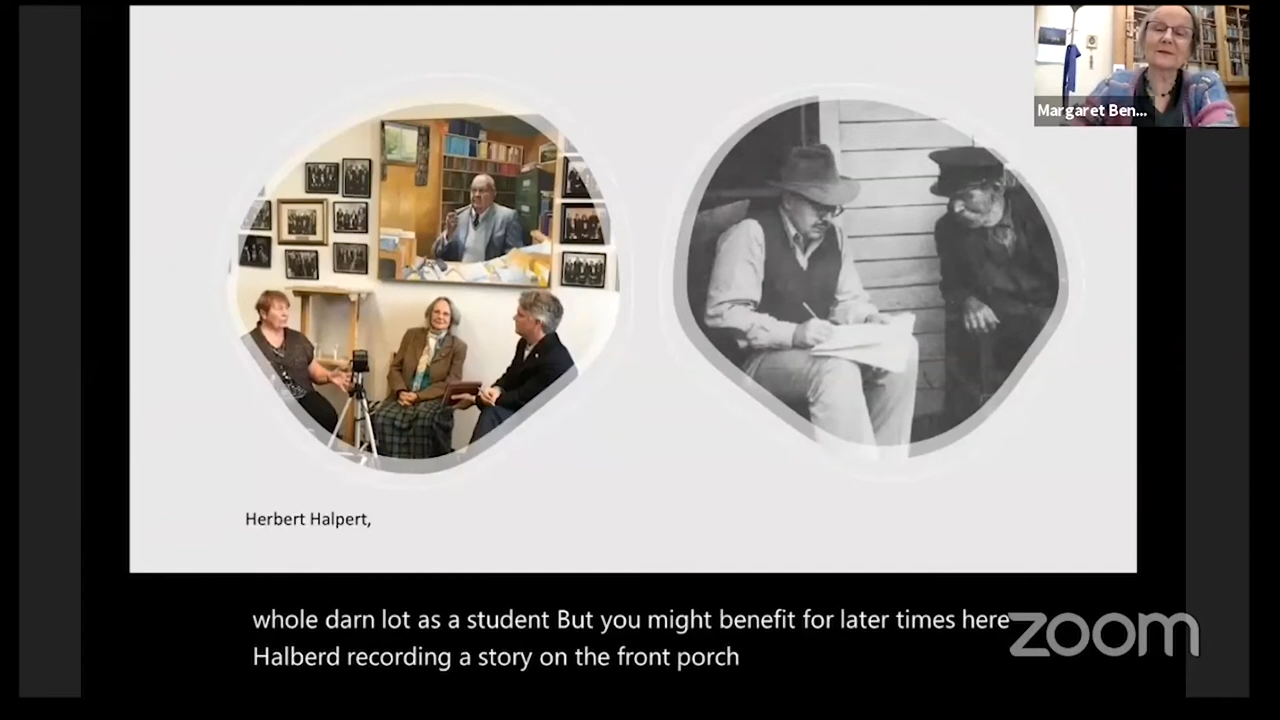 Margaret Ben...
Herbert Halpert,
whole darn lot as a student But you might benefit for later times here
Halberd recording a story on the front porch
zoom